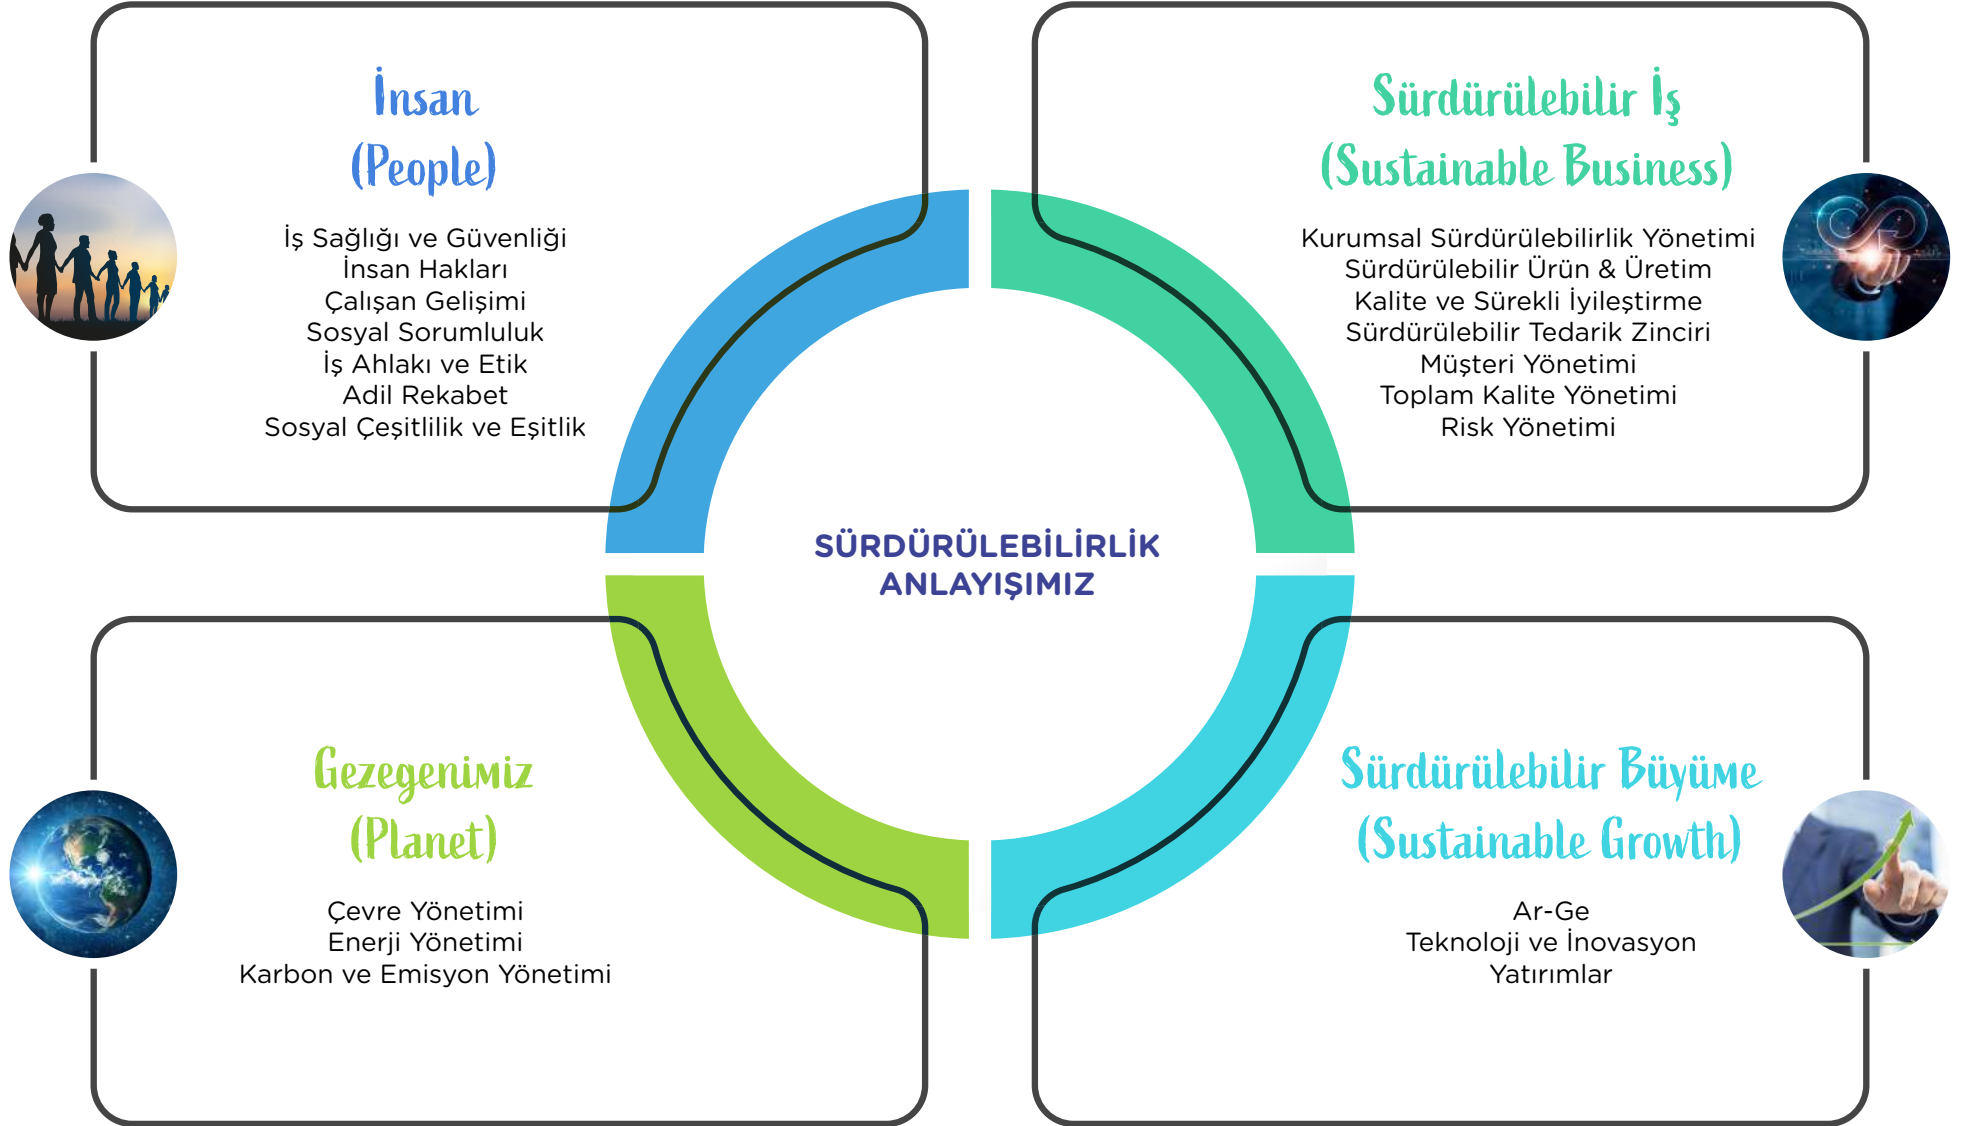 İnsan
(People)
İş Sağlığı ve Güvenliği
İnsan Hakları
Çalışan Gelişimi
Sosyal Sorumluluk
İş Ahlakı ve Etik
Adil Rekabet
Sosyal Çeşitlilik ve Eşitlik
Sürdürülebilir İş
(Sustainable Business)
Kurumsal Sürdürülebilirlik Yönetimi
Sürdürülebilir Ürün & Üretim
Kalite ve Sürekli İyileştirme
Sürdürülebilir Tedarik Zinciri
Müşteri Yönetimi
Toplam Kalite Yönetimi
Risk Yönetimi
SÜRDÜRÜLEBİLİRLİK
ANLAYIŞIMIZ
Gezegenimiz
(Planet)
Çevre Yönetimi
Enerji Yönetimi
Karbon ve Emisyon Yönetimi
Sürdürülebilir Büyüme
(Sustainable Growth)
Ar-Ge
Teknoloji ve İnovasyon
Yatırımlar